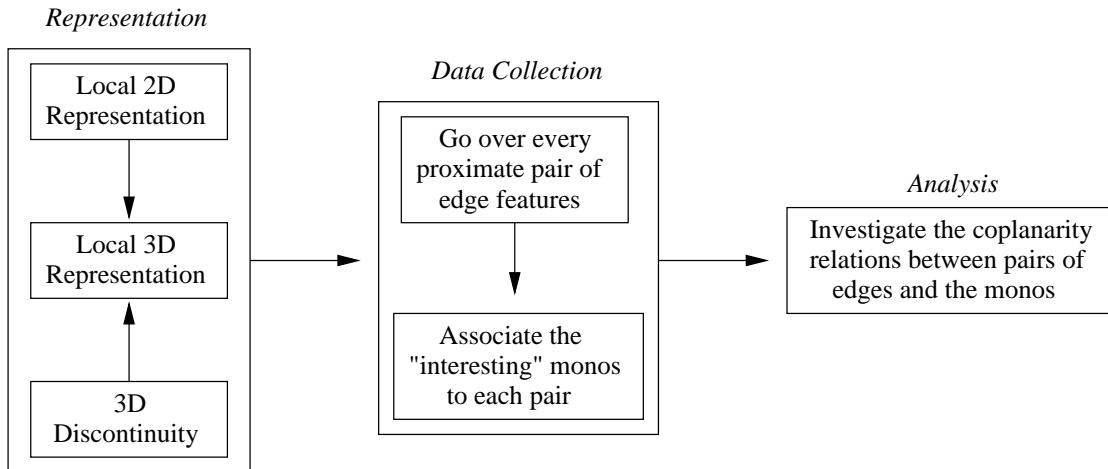 Representation
Local 2D
Representation
Local 3D
Representation
3D
Discontinuity
Data Collection
Go over every
proximate pair of
edge features
Associate the
"interesting" monos
to each pair
Analysis
Investigate the coplanarity
relations between pairs of
edges and the monos